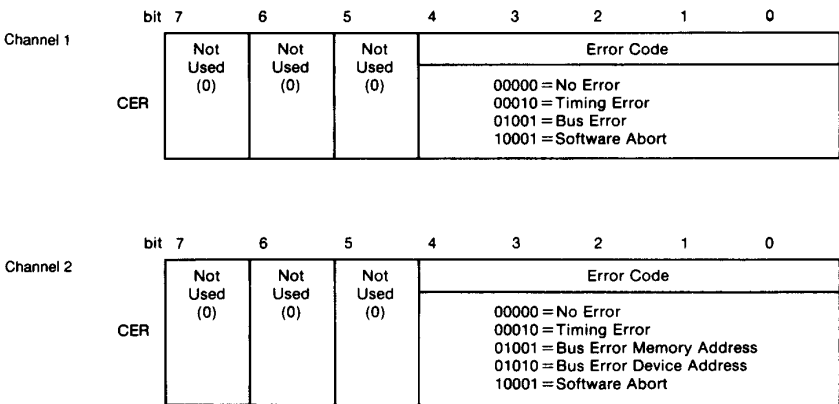 bit 7 6 5 4 3 2 1 0
Channel 1
CER
Not Used (0)
Not Used (0)
Not Used (0)
Error Code
00000 = No Error
00010 = Timing Error
01001 = Bus Error
10001 = Software Abort
bit 7 6 5 4 3 2 1 0
Channel 2
CER
Not Used (0)
Not Used (0)
Not Used (0)
Error Code
00000 = No Error
00010 = Timing Error
01001 = Bus Error Memory Address
01010 = Bus Error Device Address
10001 = Software Abort